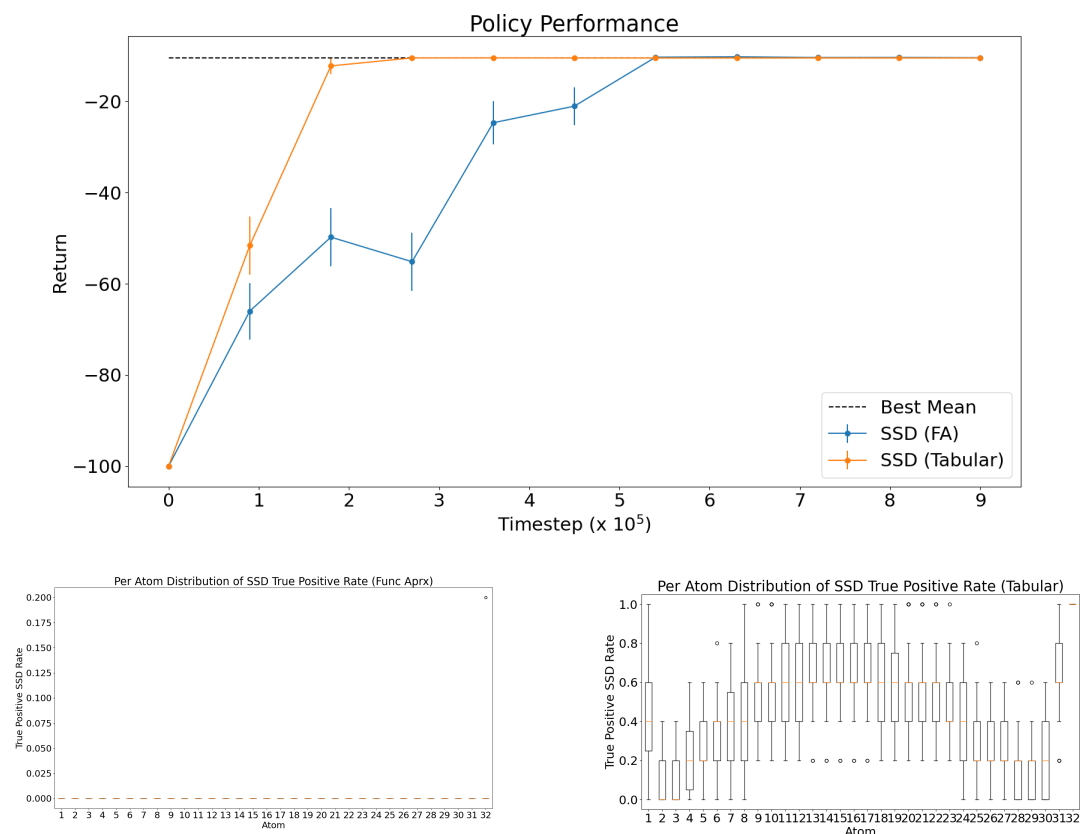 Policy Performance
Return
−20
−40
−60
−80
−100
0 1 2 3 4 5 6 7 8 9
Timestep (x 10⁵)
Best Mean
SSD (FA)
SSD (Tabular)
Per Atom Distribution of SSD True Positive Rate (Func Aprx)
True Positive SSD Rate
0.200
0.175
0.150
0.125
0.100
0.075
0.050
0.025
0.000
1 2 3 4 5 6 7 8 9 10 11 12 13 14 15 16 17 18 19 20 21 22 23 24 25 26 27 28 29 30 31 32
Atom
Per Atom Distribution of SSD True Positive Rate (Tabular)
True Positive SSD Rate
1.0
0.8
0.6
0.4
0.2
0.0
1 2 3 4 5 6 7 8 9 10 11 12 13 14 15 16 17 18 19 20 21 22 23 24 25 26 27 28 29 30 31 32
Atom